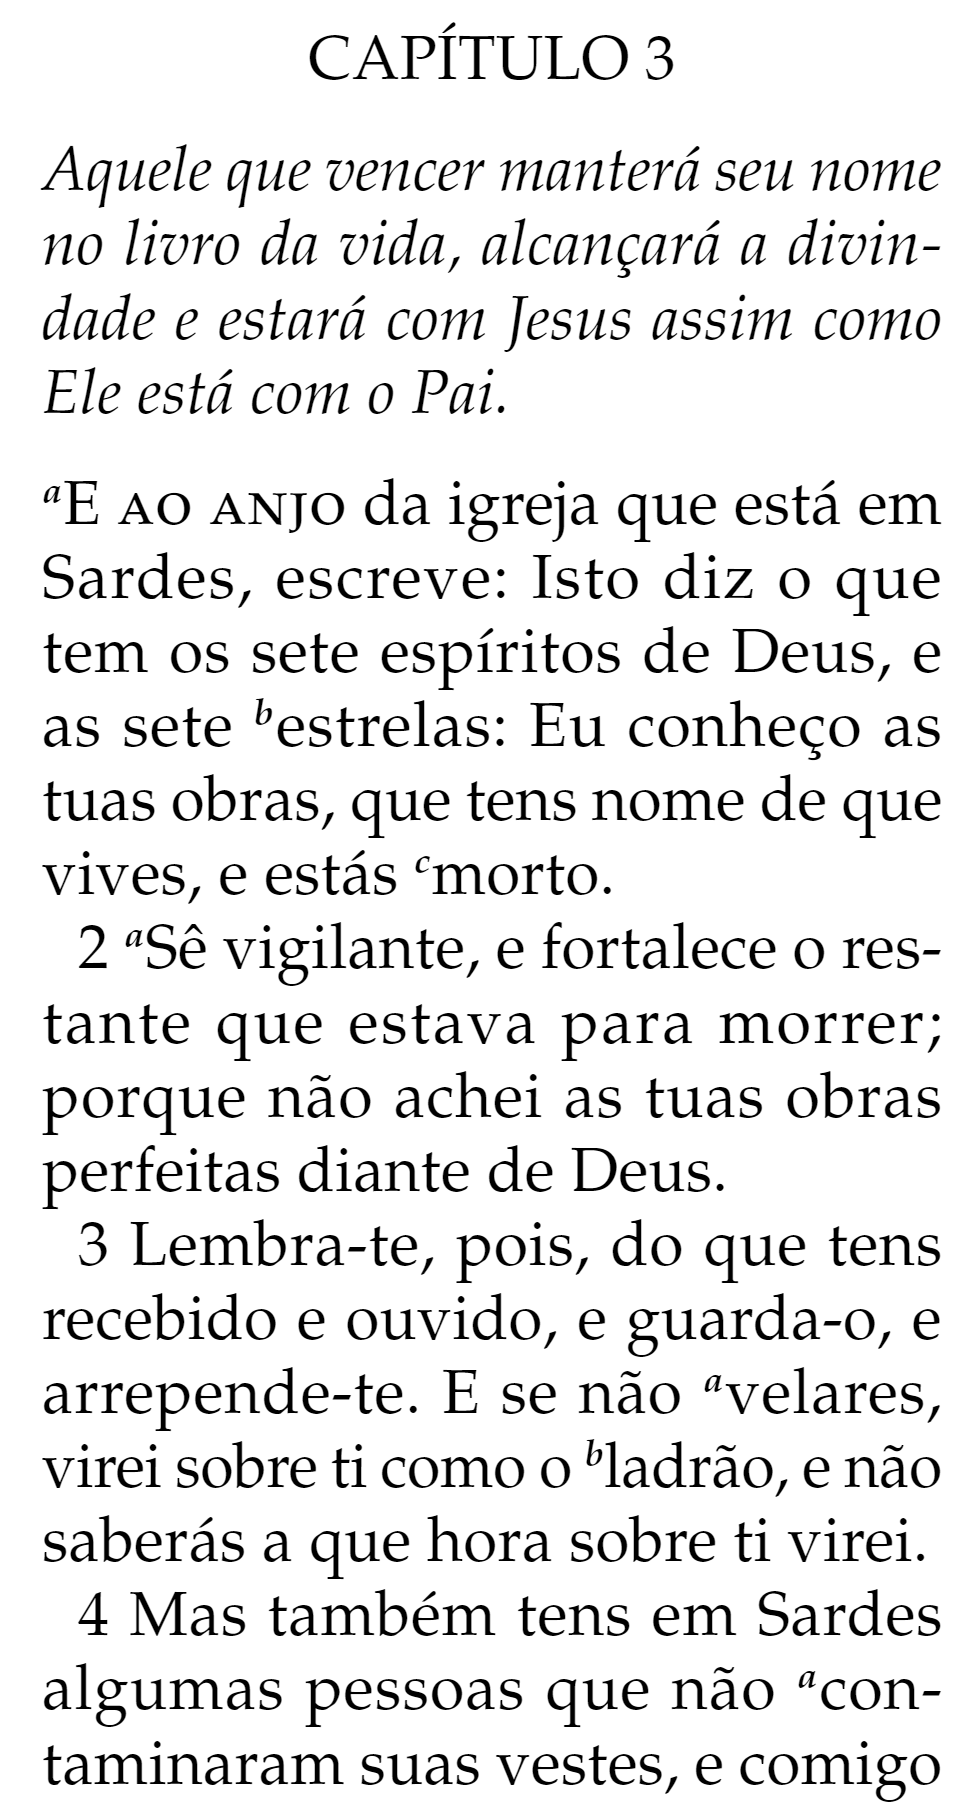 CAPÍTULO 3
Aquele que vencer manterá seu nome
no livro da vida, alcançará a divin-
dade e estará com Jesus assim como
Ele está com o Pai.
aE AO ANJO da igreja que está em
Sardes, escreve: Isto diz o que
tem os sete espíritos de Deus, e
as sete bestrelas: Eu conheço as
tuas obras, que tens nome de que
vives, e estás cmorto.
2 aSê vigilante, e fortalece o res-
tante que estava para morrer;
porque não achei as tuas obras
perfeitas diante de Deus.
3 Lembra-te, pois, do que tens
recebido e ouvido, e guarda-o, e
arrepende-te. E se não avelares,
virei sobre ti como o bladrão, e não
saberás a que hora sobre ti virei.
4 Mas também tens em Sardes
algumas pessoas que não acon-
taminaram suas vestes, e comigo